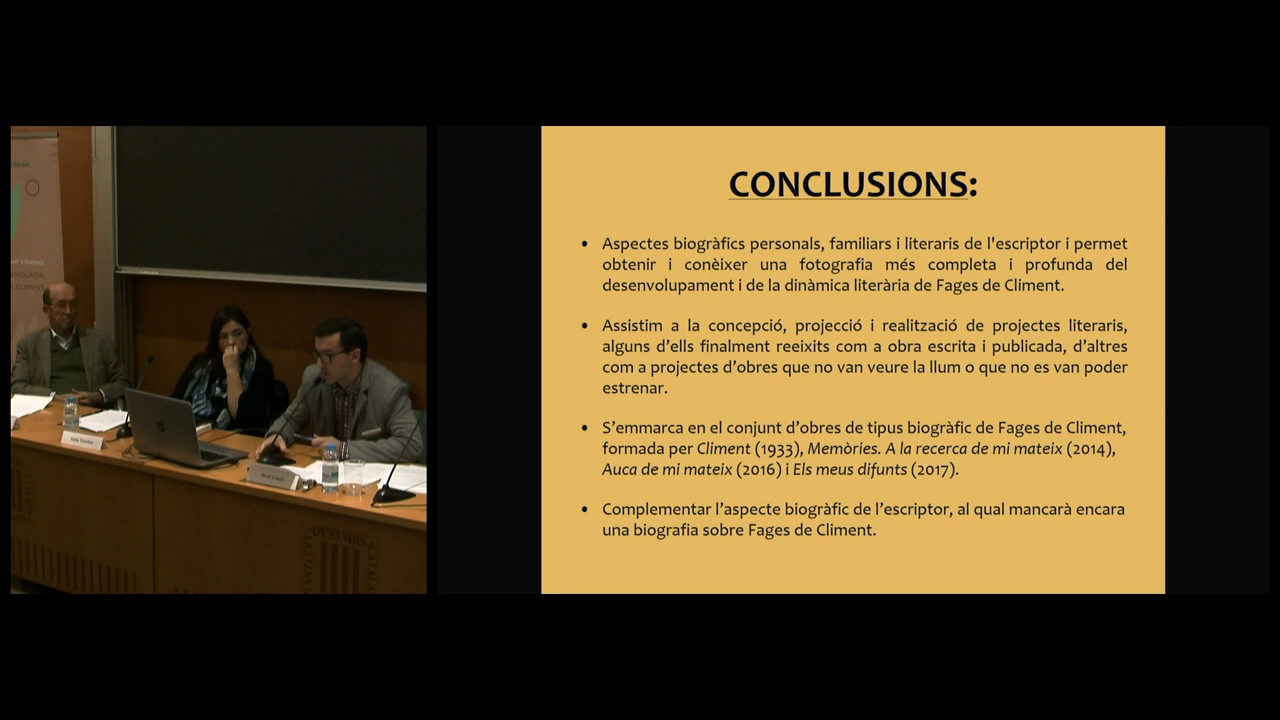 CONCLUSIONS:
• Aspectes biogràfics personals, familiars i literaris de l'escriptor i permet
obtenir i conèixer una fotografia més completa i profunda del
desenvolupament i de la dinàmica literària de Fages de Climent.
• Assistim a la concepció, projecció i realització de projectes literaris,
alguns d’ells finalment reeixits com a obra escrita i publicada, d’altres
com a projectes d’obres que no van veure la llum o que no es van poder
estrenar.
• S’emmarca en el conjunt d’obres de tipus biogràfic de Fages de Climent,
formada per Climent (1933), Memòries. A la recerca de mi mateix (2014),
Auca de mi mateix (2016) i Els meus difunts (2017).
• Complementar l’aspecte biogràfic de l’escriptor, al qual mancarà encara
una biografia sobre Fages de Climent.